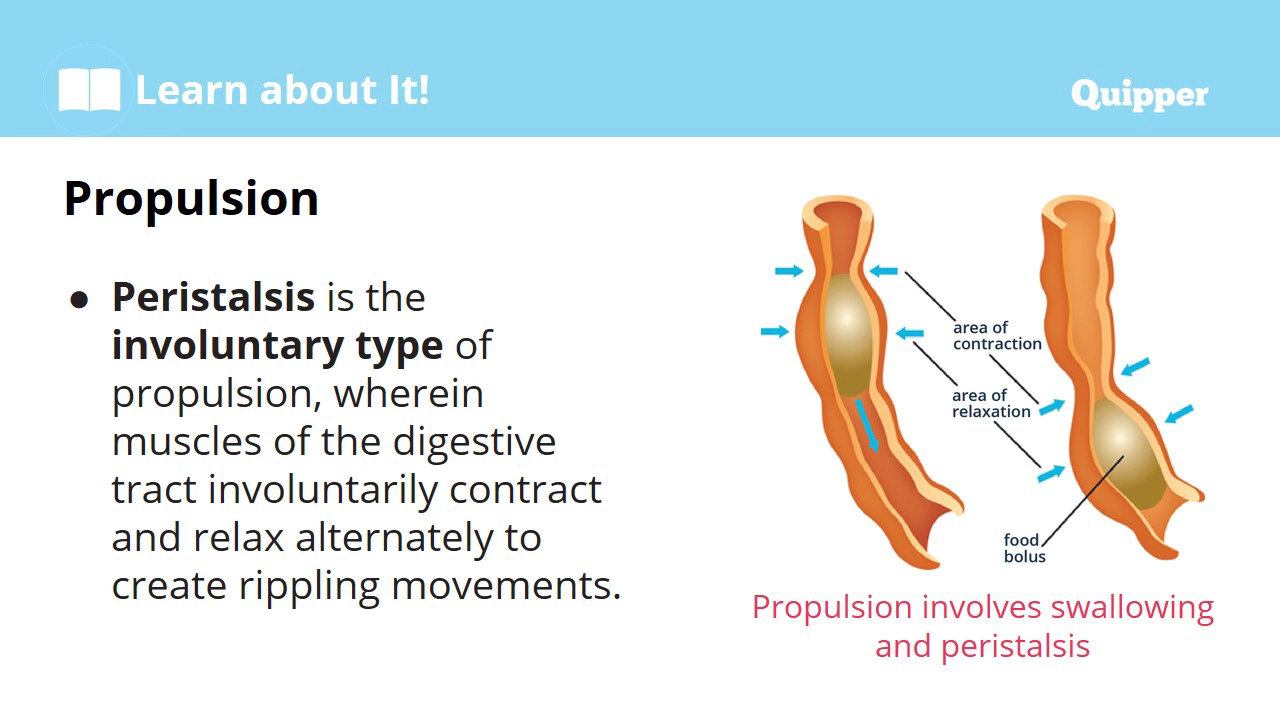 Learn about It!
Quipper
Propulsion
● Peristalsis is the
involuntary type of
propulsion, wherein
muscles of the digestive
tract involuntarily contract
and relax alternately to
create rippling movements.
area of
contraction
area of
relaxation
food
bolus
Propulsion involves swallowing
and peristalsis